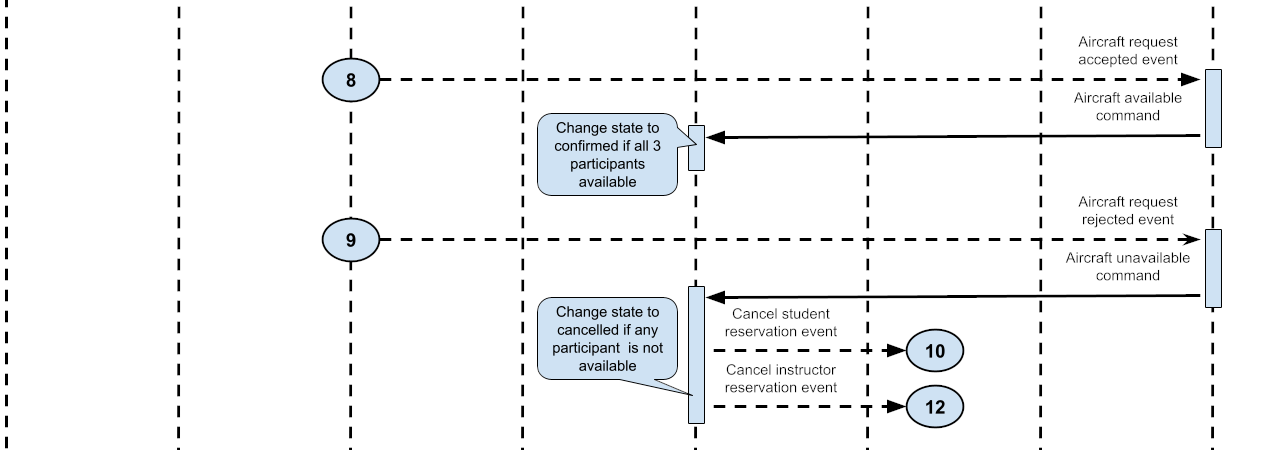 Aircraft request
accepted event
8
Aircraft available
command
Change state to
confirmed if all 3
participants
available
Aircraft request
rejected event
9
Aircraft unavailable
command
Change state to
cancelled if any
participant  is not
available
Cancel student
reservation event
10
Cancel instructor
reservation event
12